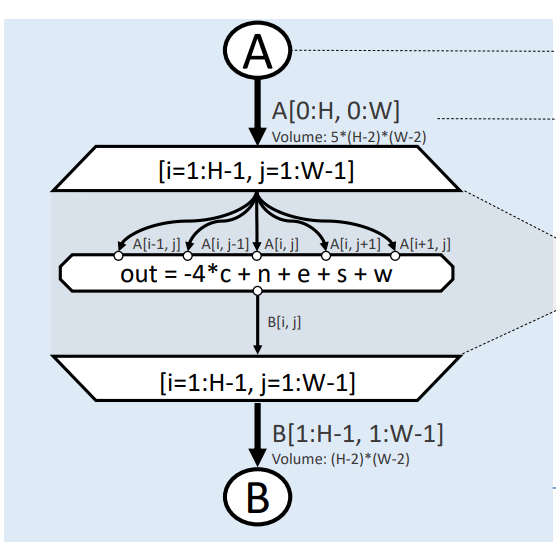 A
A[0:H, 0:W]
Volume: 5*(H-2)*(W-2)
[i=1:H-1, j=1:W-1]
A[i-1, j] A[i, j-1] A[i, j] A[i, j+1] A[i+1, j]
out = -4*c + n + e + s + w
B[i, j]
[i=1:H-1, j=1:W-1]
B[1:H-1, 1:W-1]
Volume: (H-2)*(W-2)
B